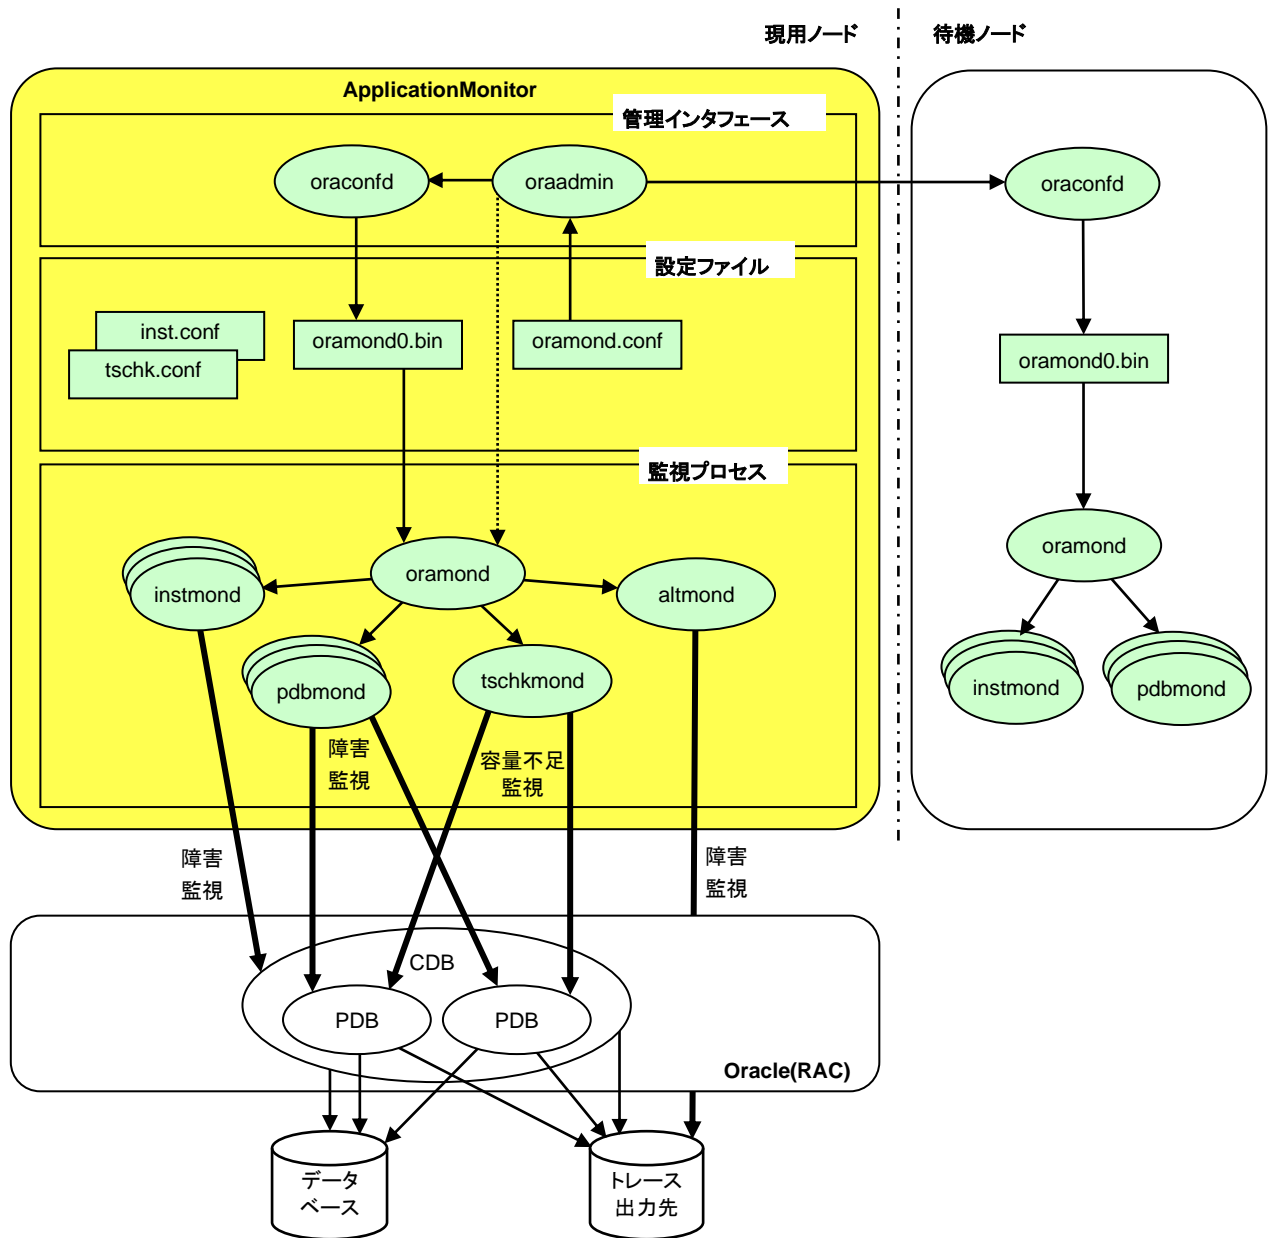 現用ノード
待機ノード
ApplicationMonitor
管理インタフェース
oraconfd
oraadmin
oraconfd
設定ファイル
inst.conf
tschk.conf
oramond0.bin
oramond.conf
oramond0.bin
監視プロセス
instmond
oramond
altmond
oramond
pdbmond
tschkmond
instmond
pdbmond
障害
監視
容量不足
監視
障害
監視
障害
監視
CDB
PDB
PDB
Oracle(RAC)
データ
ベース
トレース
出力先